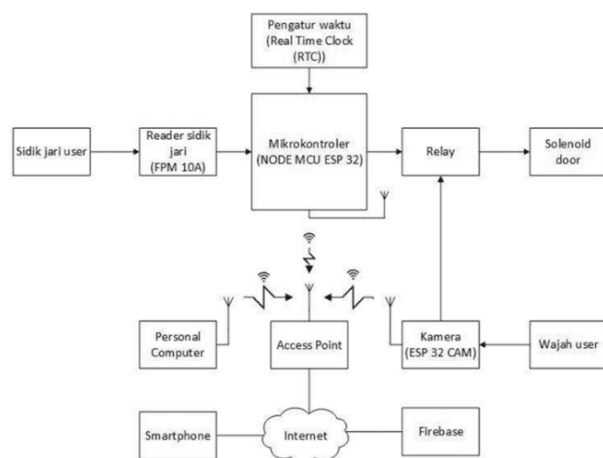 Pengatur waktu
(Real Time Clock
(RTC))
Sidik jari user
Reader sidik
jari
(FPM 10A)
Mikrokontroler
(NODE MCU ESP 32)
Relay
Solenoid
door
Personal
Computer
Access Point
Kamera
(ESP 32 CAM)
Wajah user
Smartphone
Internet
Firebase